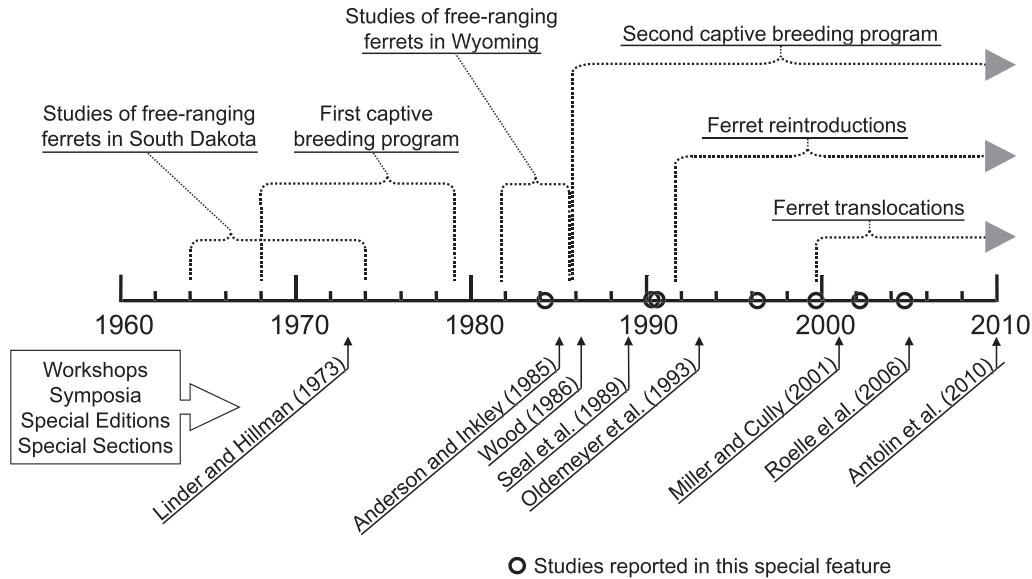 Studies of free-ranging
ferrets in Wyoming
Second captive breeding program
Studies of free-ranging
ferrets in South Dakota
First captive
breeding program
Ferret reintroductions
Ferret translocations
1960
1970
1980
1990
2000
2010
Workshops
Symposia
Special Editions
Special Sections
Linder and Hillman (1973)
Anderson and Inkley (1985)
Wood (1986)
Seal et al. (1989)
Oldemeyer et al. (1993)
Miller and Cully (2001)
Roelle el al. (2006)
Antolin et al. (2010)
Studies reported in this special feature